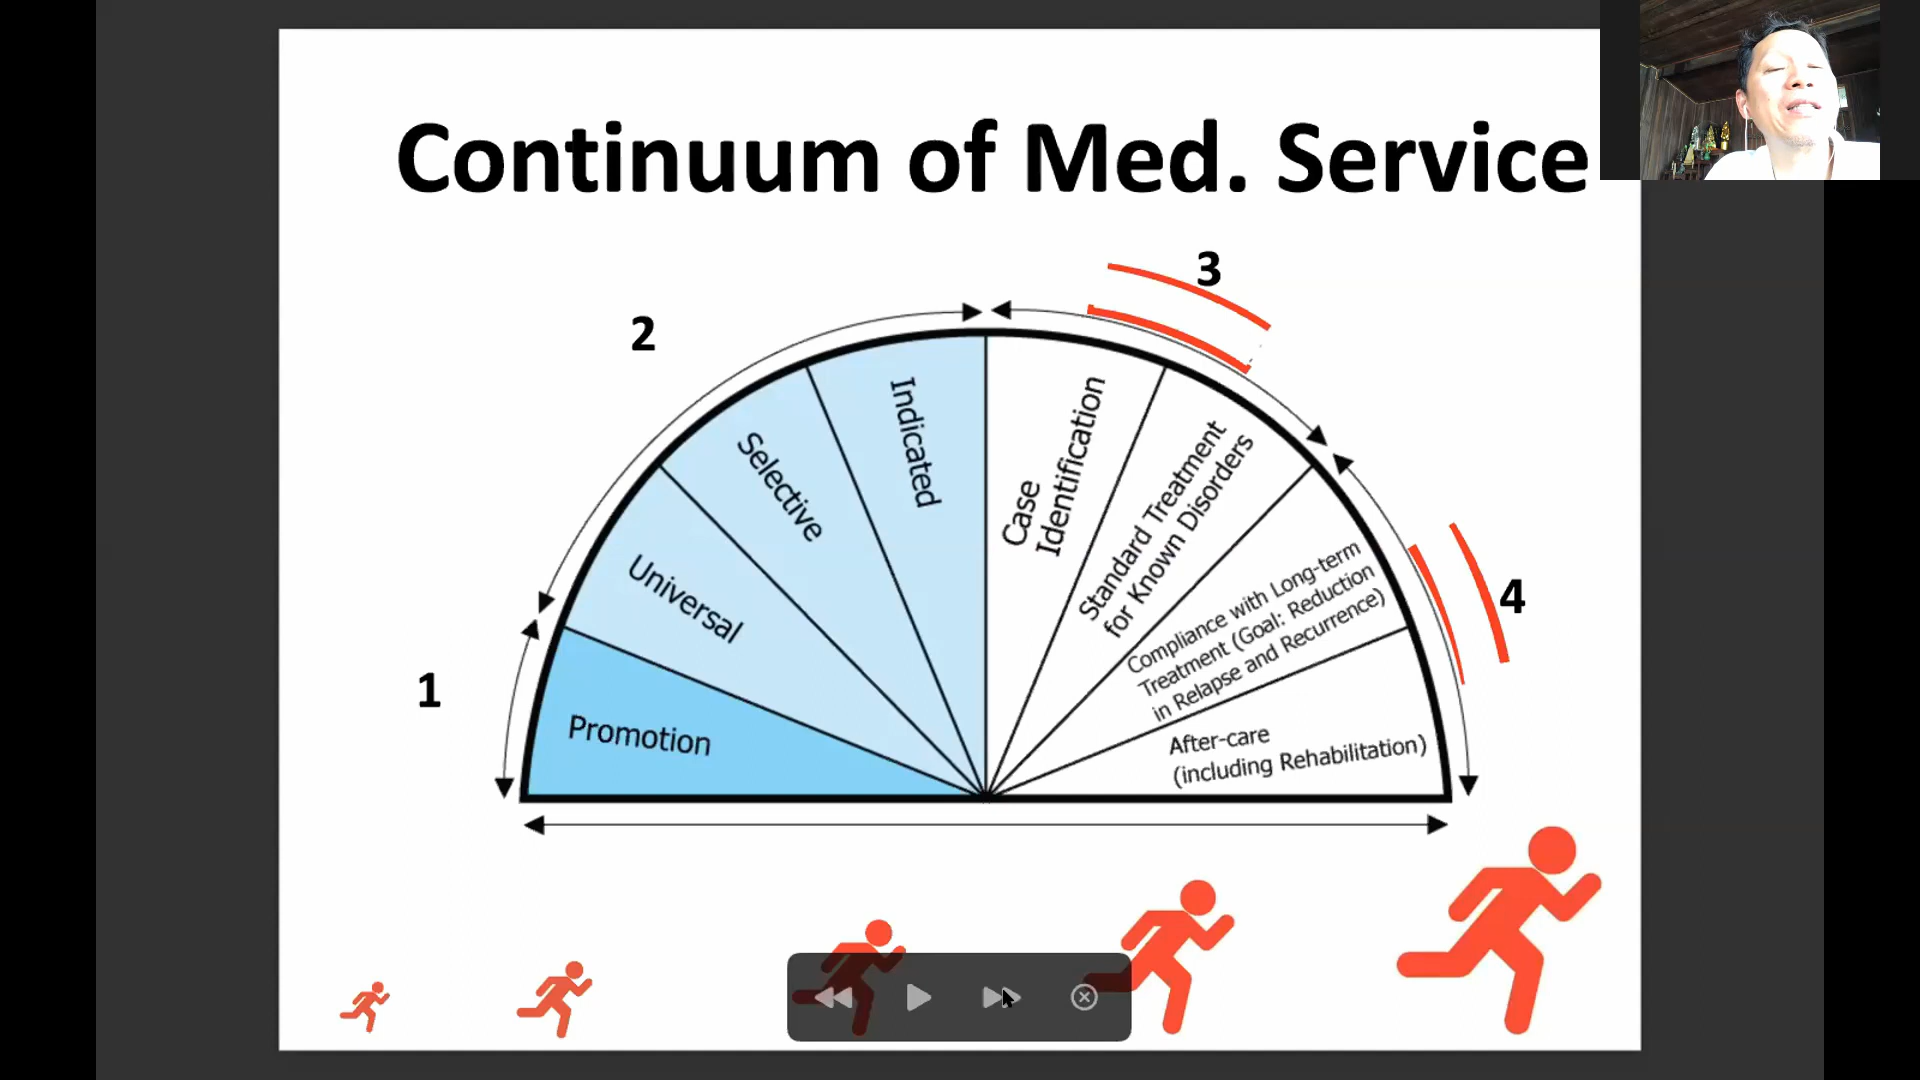 Continuum of Med. Service
1
2
3
4
Promotion
Universal
Selective
Indicated
Case
Identification
Standard Treatment
for Known Disorders
Compliance with Long-term
Treatment (Goal: Reduction
in Relapse and Recurrence)
After-care
(including Rehabilitation)